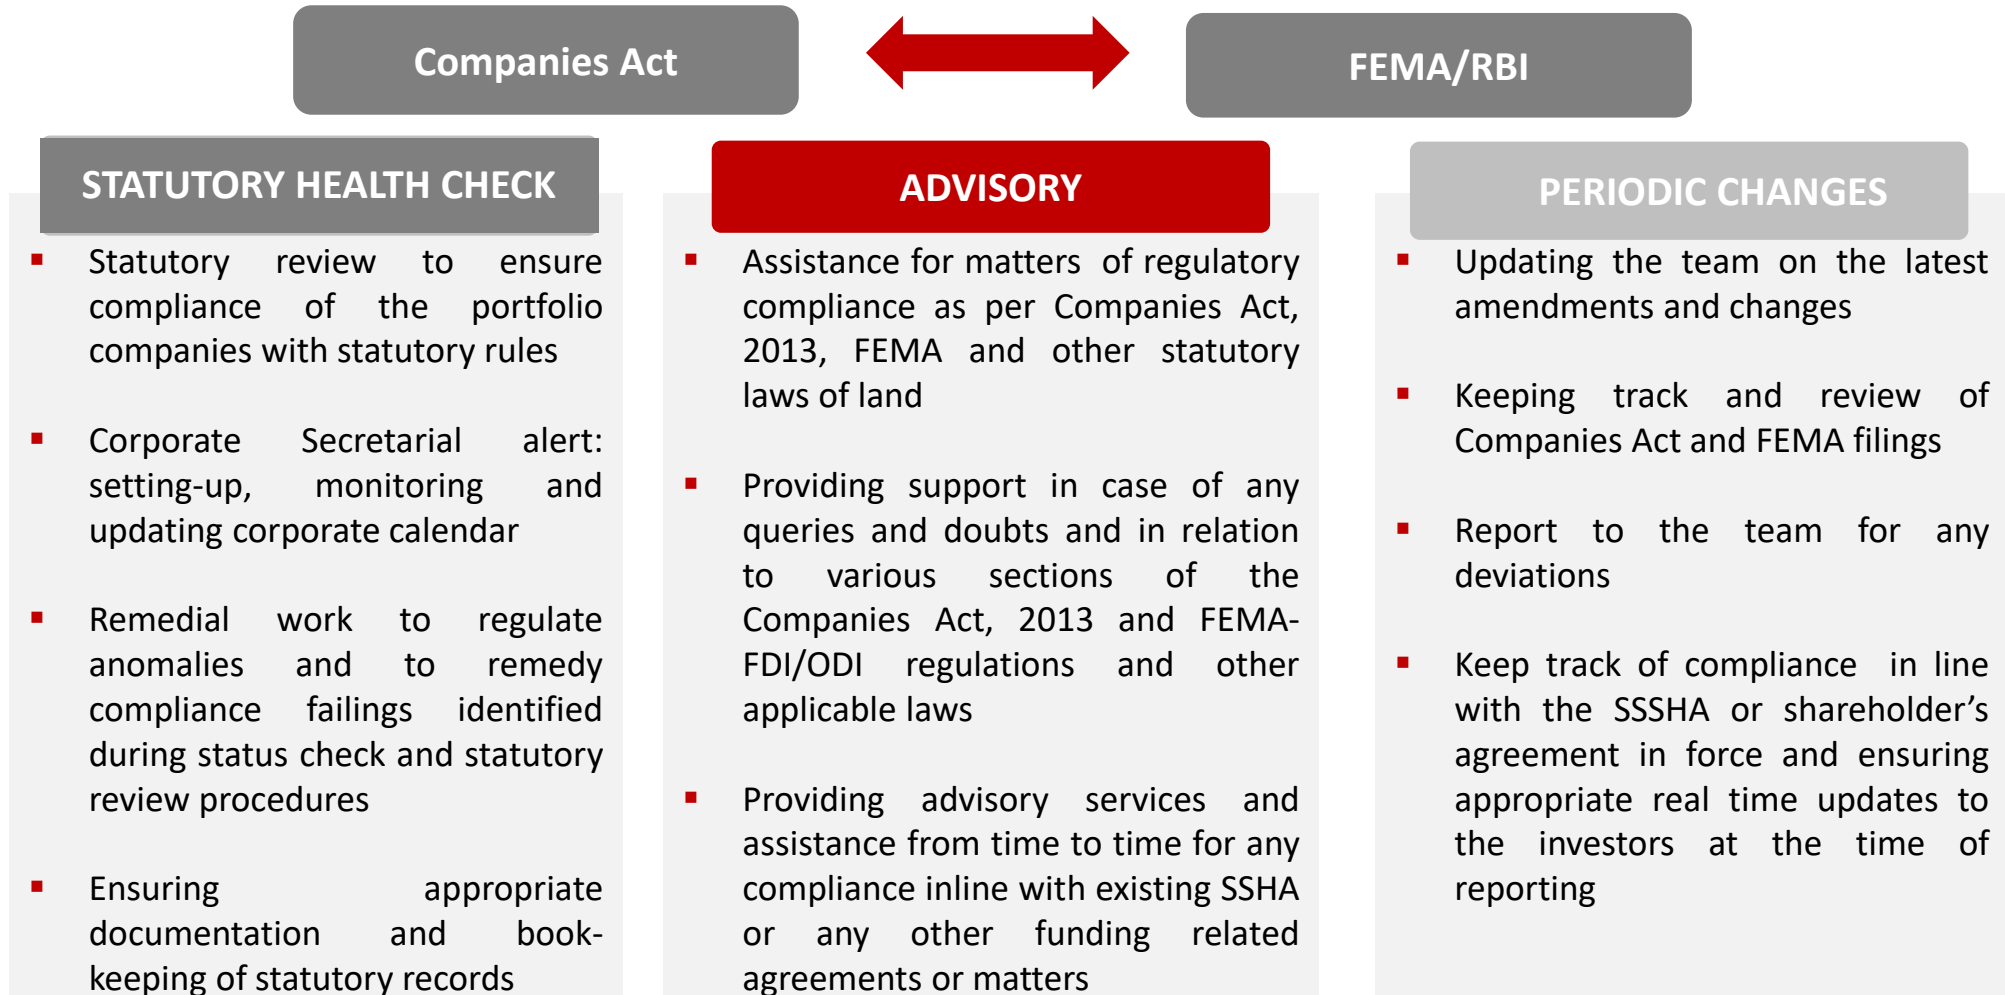 Companies Act
FEMA/RBI
STATUTORY HEALTH CHECK
Statutory review to ensure
compliance of the portfolio
companies with statutory rules
Corporate Secretarial alert:
setting-up, monitoring and
updating corporate calendar
Remedial work to regulate
anomalies and to remedy
compliance failings identified
during status check and statutory
review procedures
Ensuring appropriate
documentation and book-
keeping of statutory records
ADVISORY
Assistance for matters of regulatory
compliance as per Companies Act,
2013, FEMA and other statutory
laws of land
Providing support in case of any
queries and doubts and in relation
to various sections of the
Companies Act, 2013 and FEMA-
FDI/ODI regulations and other
applicable laws
Providing advisory services and
assistance from time to time for any
compliance inline with existing SSHA
or any other funding related
agreements or matters
PERIODIC CHANGES
Updating the team on the latest
amendments and changes
Keeping track and review of
Companies Act and FEMA filings
Report to the team for any
deviations
Keep track of compliance in line
with the SSSHA or shareholder’s
agreement in force and ensuring
appropriate real time updates to
the investors at the time of
reporting